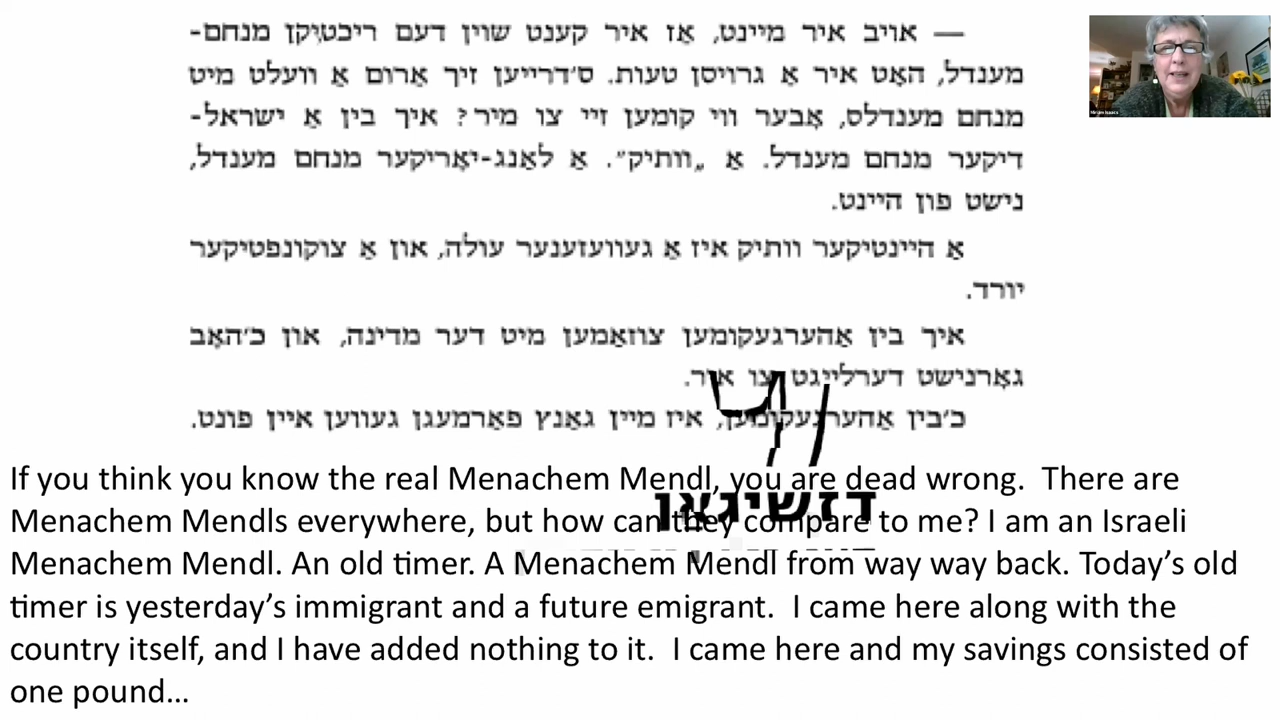 — אויב איר מיינט, אַז איר קענט שוין דעם ריכטיקן מנחם-
מענדל, האָט איר אַ גרויסן טעות. ס׳דרייען זיך אַרום אַ וועלט מיט
מנחם מענדלס, אָבער ווי קומען זיי צו מיר? איך בין אַ ישראל-
דיקער מנחם מענדל. אַ „וותיק״. אַ לאַנג-יאָריקער מנחם מענדל,
נישט פון היינט.
אַ היינטיקער וותיק איז אַ געוועזענער עולה, און אַ צוקונפטיקער
יורד.
איך בין אַהערגעקומען צוזאַמען מיט דער מדינה, און כ׳האָב
גאָרנישט דערלייגט צו איר.
כ׳בין אַהערגעקומען, איז מיין גאַנץ פאַרמעגן געווען איין פונט.
If you think you know the real Menachem Mendl, you are dead wrong. There are
Menachem Mendls everywhere, but how can they compare to me? I am an Israeli
Menachem Mendl. An old timer. A Menachem Mendl from way way back. Today’s old
timer is yesterday’s immigrant and a future emigrant. I came here along with the
country itself, and I have added nothing to it. I came here and my savings consisted of
one pound…